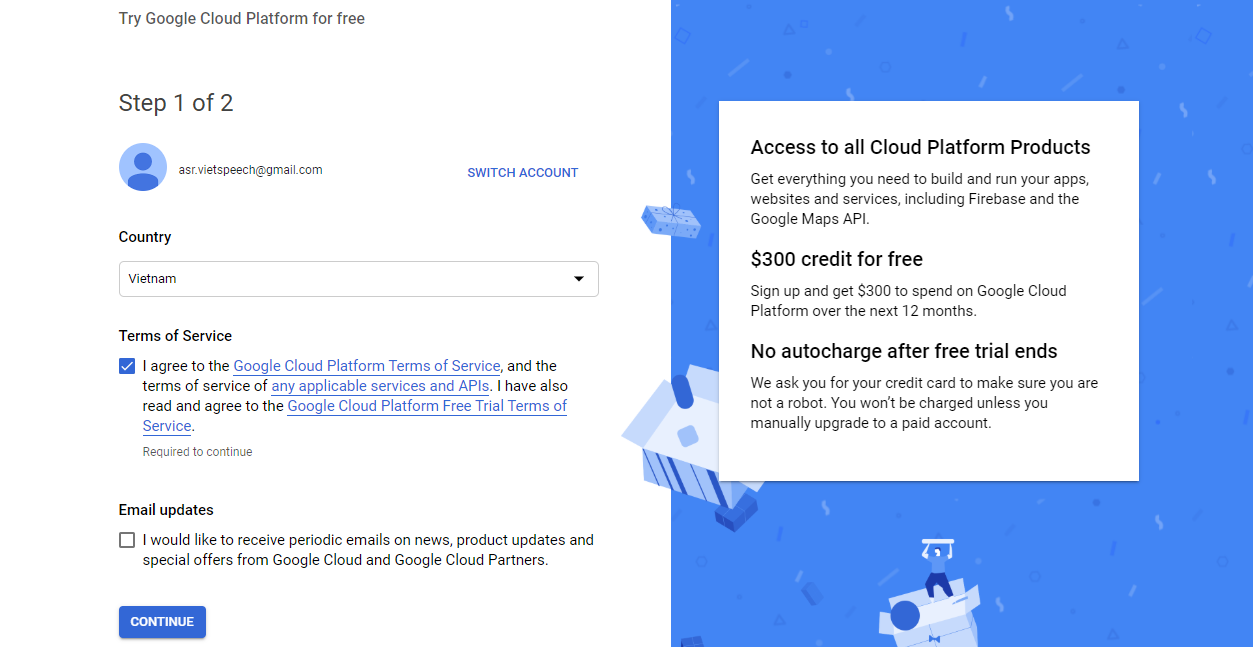 Try Google Cloud Platform for free
Step 1 of 2
asr.vietspeech@gmail.com
SWITCH ACCOUNT
Country
Vietnam
Terms of Service
I agree to the Google Cloud Platform Terms of Service, and the
terms of service of any applicable services and APIs. I have also
read and agree to the Google Cloud Platform Free Trial Terms of
Service.
Required to continue
Email updates
I would like to receive periodic emails on news, product updates and
special offers from Google Cloud and Google Cloud Partners.
CONTINUE
Access to all Cloud Platform Products
Get everything you need to build and run your apps,
websites and services, including Firebase and the
Google Maps API.
$300 credit for free
Sign up and get $300 to spend on Google Cloud
Platform over the next 12 months.
No autocharge after free trial ends
We ask you for your credit card to make sure you are
not a robot. You won’t be charged unless you
manually upgrade to a paid account.